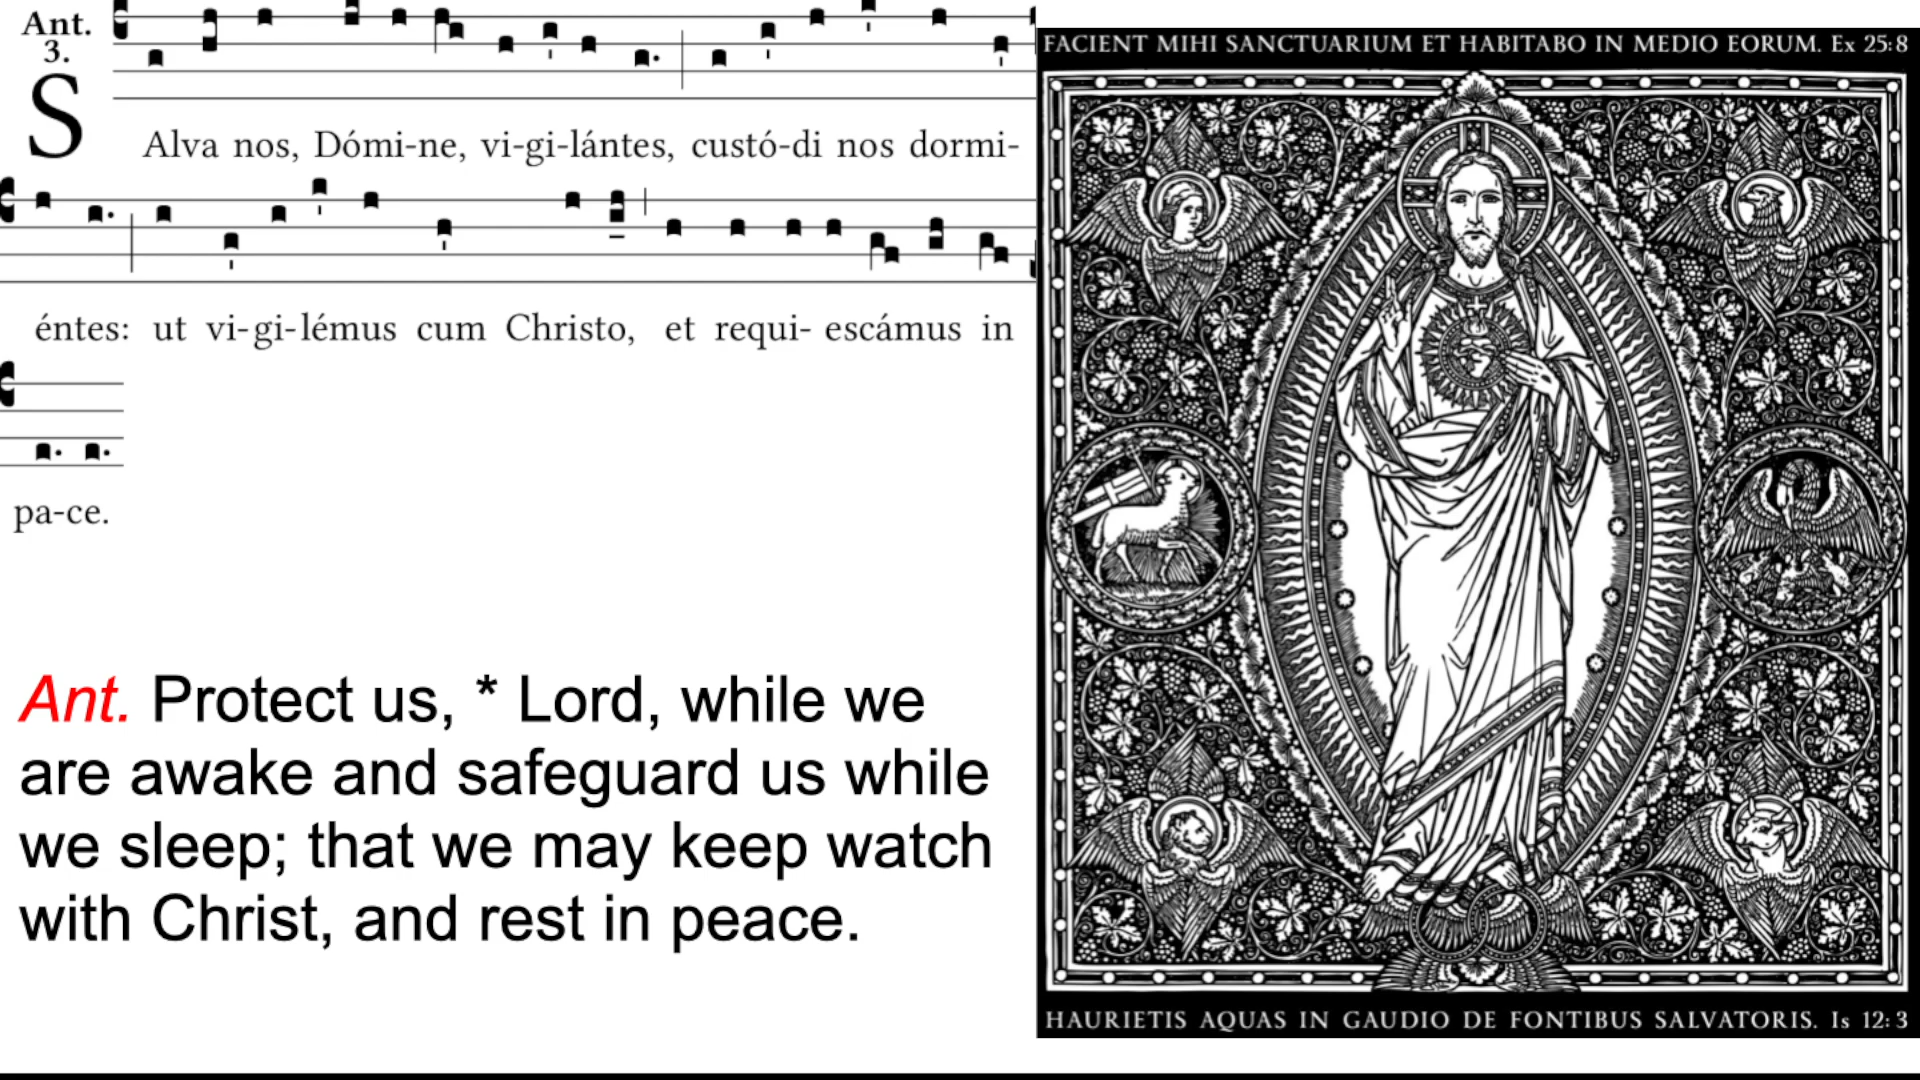 Ant.
3.
SAlva nos, Dómi-ne, vi-gi-lántes, custó-di nos dormi-
éntes: ut vi-gi-lémus cum Christo, et requi- escámus in
pa-ce.
Ant. Protect us, * Lord, while we
are awake and safeguard us while
we sleep; that we may keep watch
with Christ, and rest in peace.
FACIENT MIHI SANCTUARIUM ET HABITABO IN MEDIO EORUM. Ex 25:8
HAURIETIS AQUAS IN GAUDIO DE FONTIBUS SALVATORIS. Is 12:3